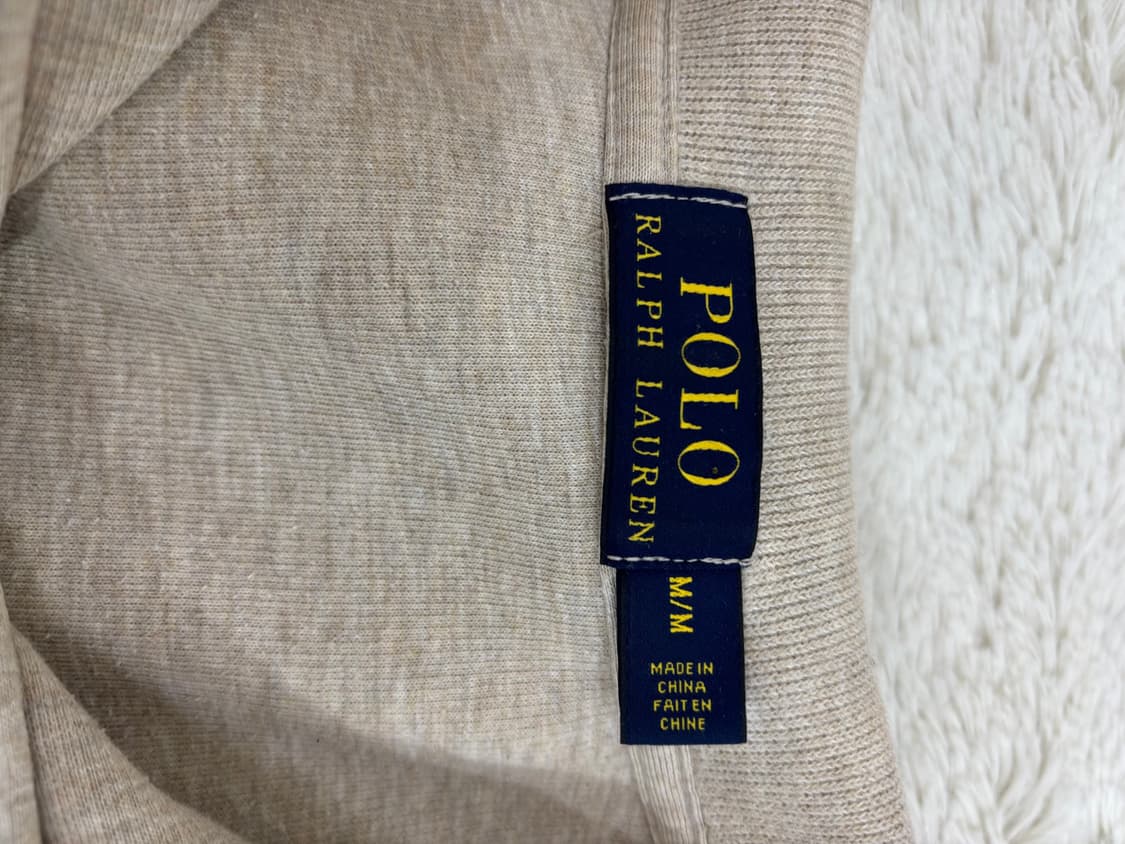 POLO
RALPH LAUREN
M/M
MADE IN
CHINA
FAIT EN
CHINE